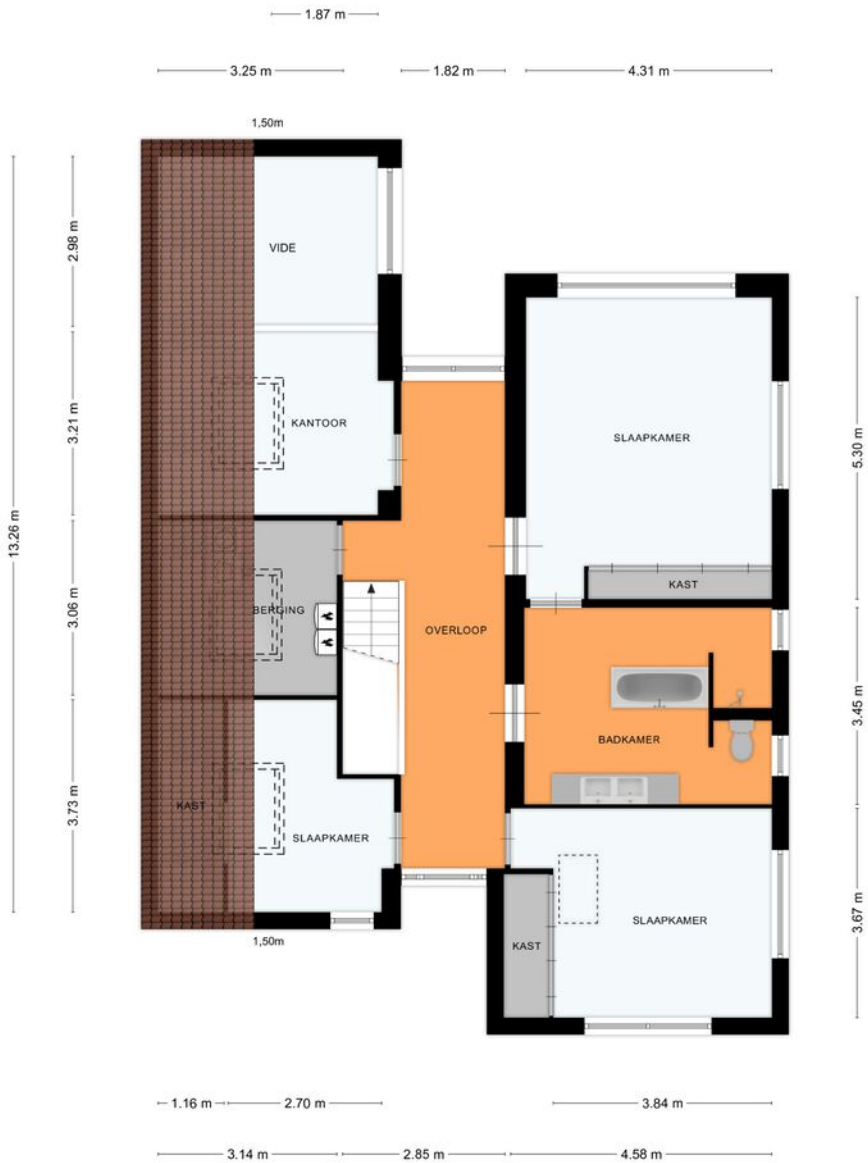 1.87 m
3.25 m
1.82 m
4.31 m
1,50m
2.98 m
VIDE
3.21 m
KANTOOR
SLAAPKAMER
5.30 m
13.26 m
KAST
3.06 m
BERGING
OVERLOOP
3.45 m
BADKAMER
3.73 m
KAST
SLAAPKAMER
3.67 m
SLAAPKAMER
KAST
1,50m
1.16 m
2.70 m
3.84 m
3.14 m
2.85 m
4.58 m